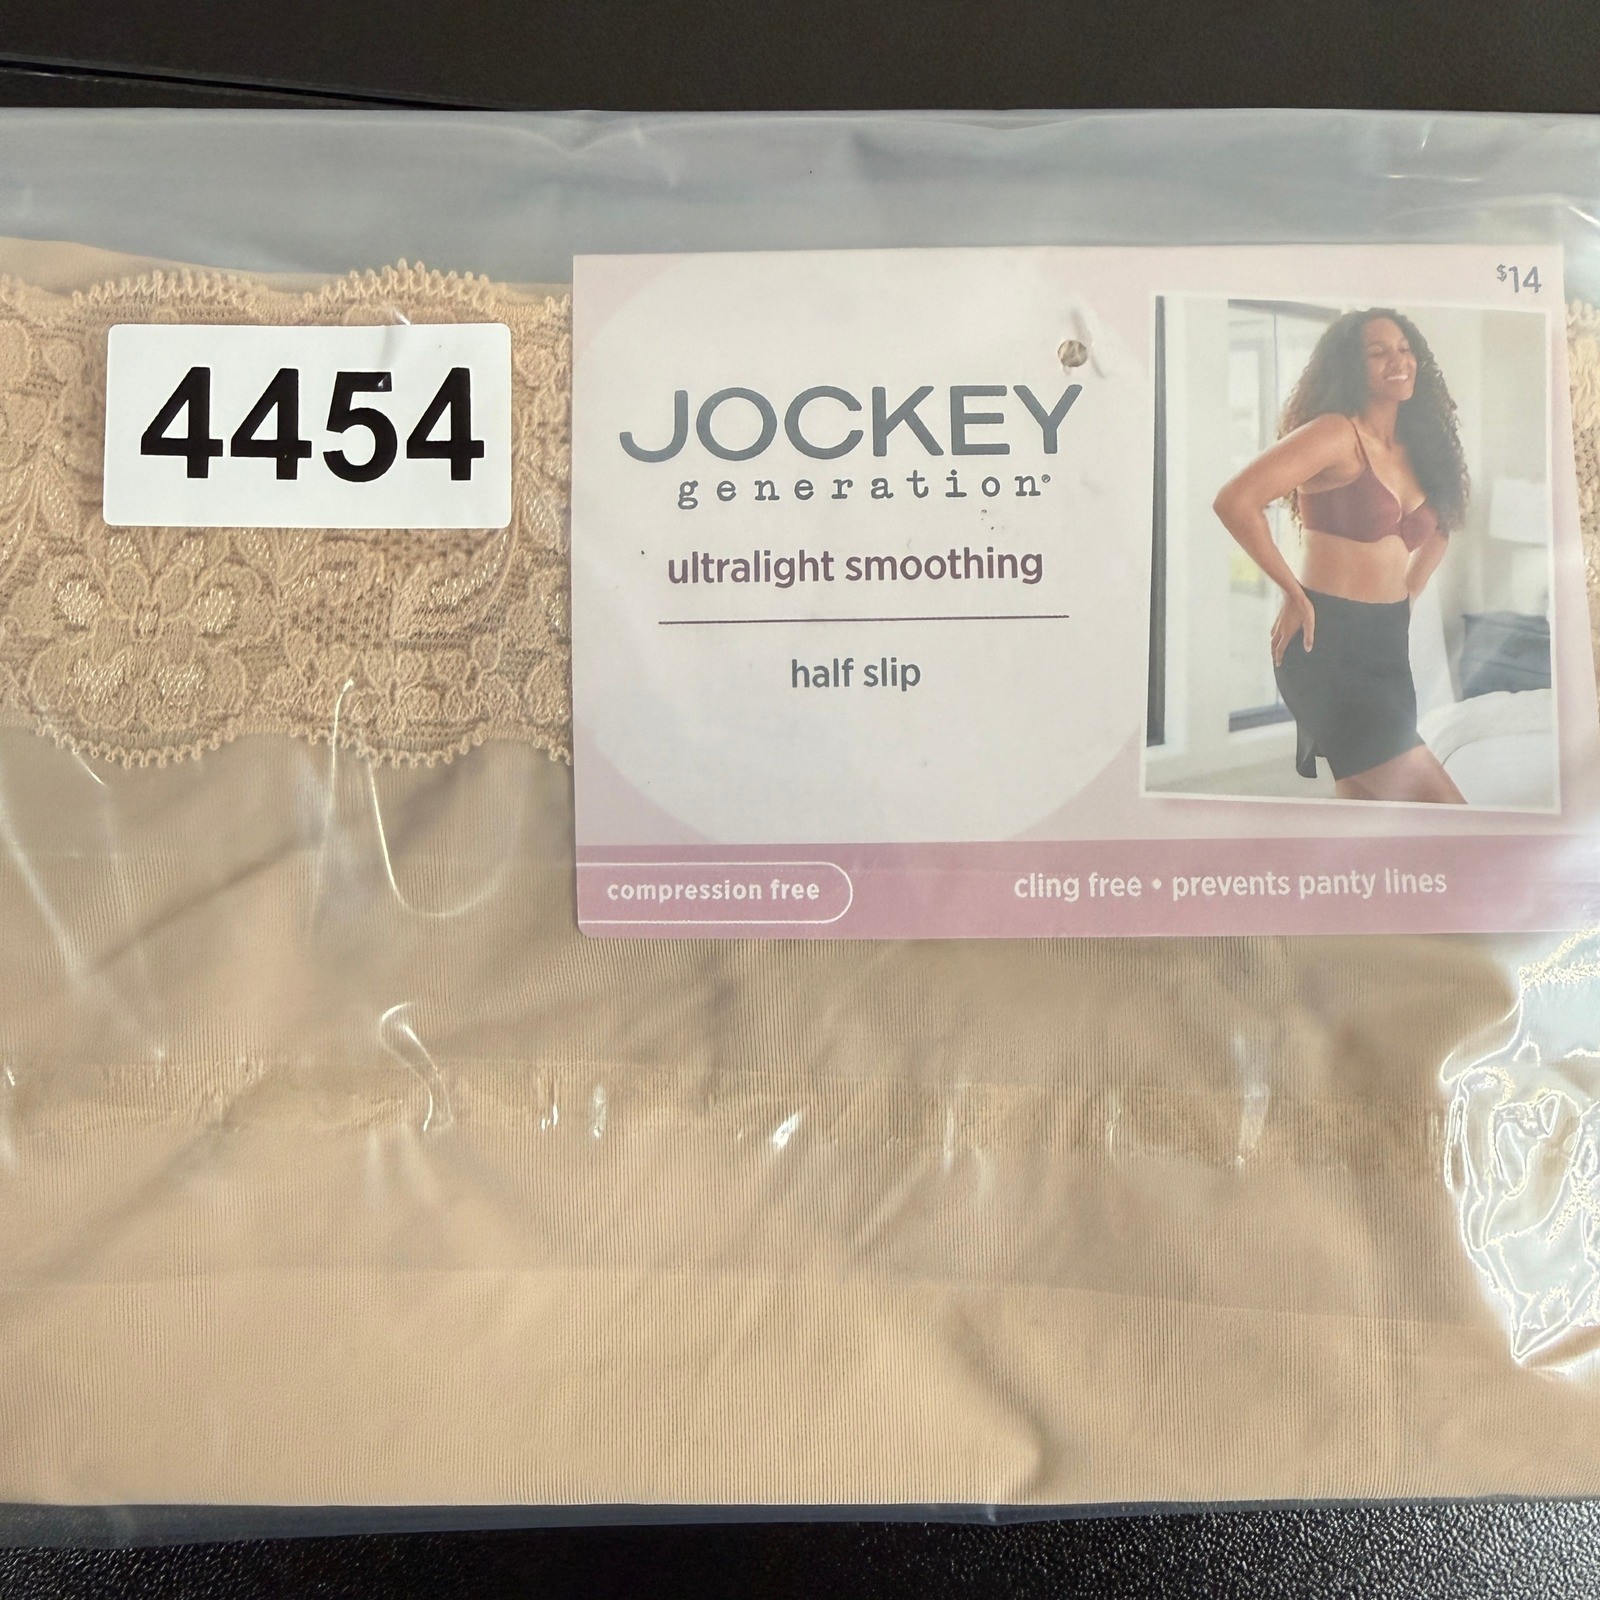 4454
$14
JOCKEY
generation®
ultralight smoothing
half slip
compression free
cling free • prevents panty lines